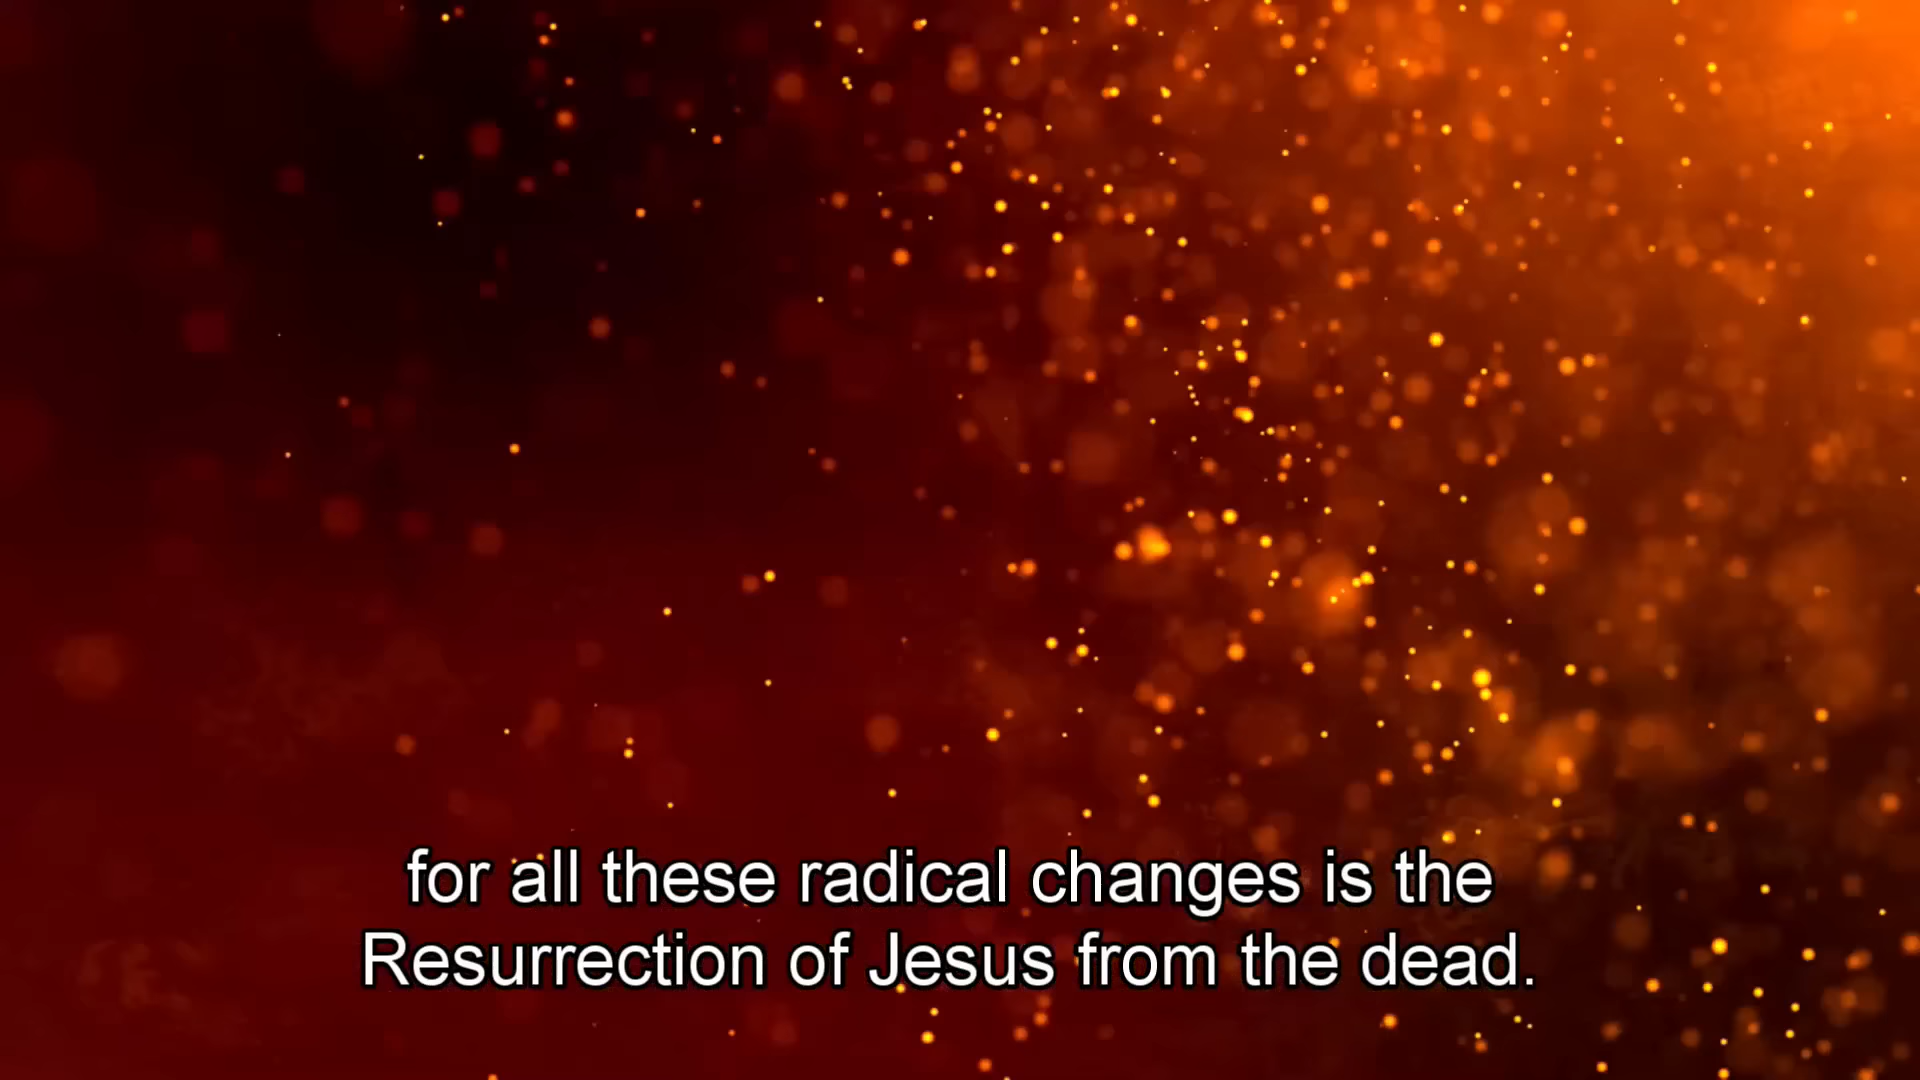 for all these radical changes is the
Resurrection of Jesus from the dead.